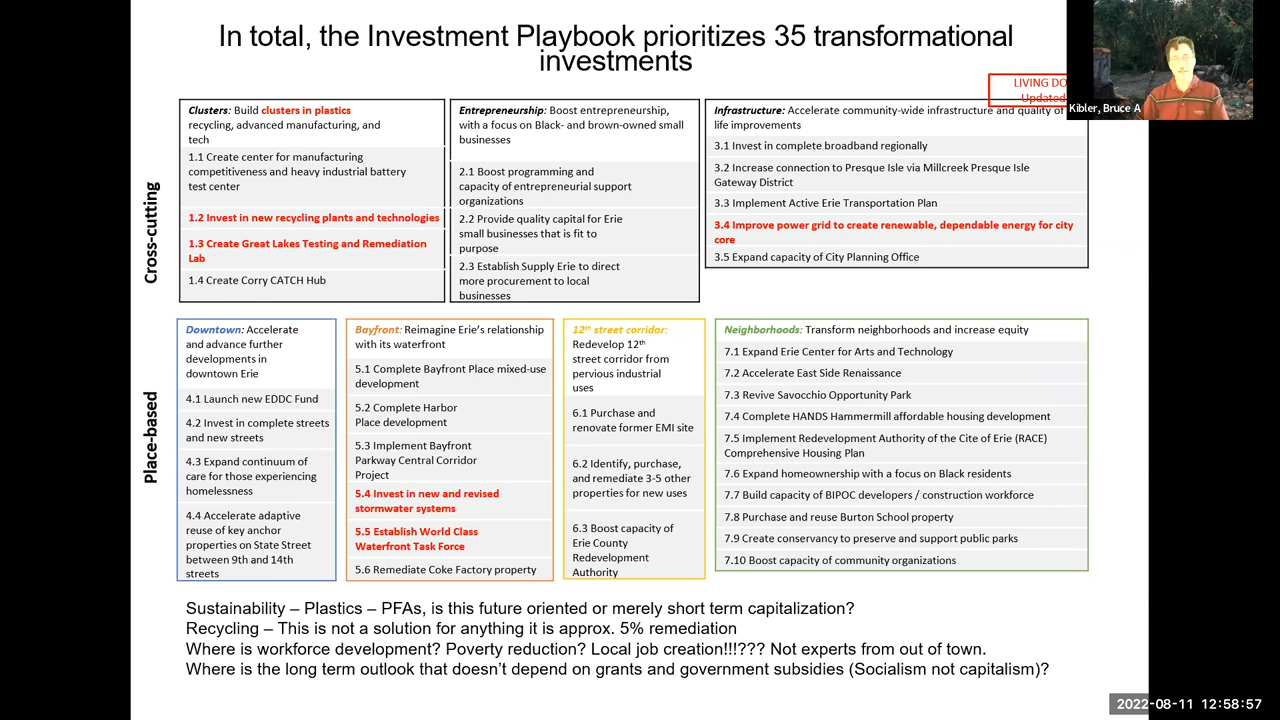 In total, the Investment Playbook prioritizes 35 transformational
investments
LIVING DO
Updated
Kibler, Bruce A
Cross-cutting
Clusters: Build clusters in plastics
recycling, advanced manufacturing, and
tech
1.1 Create center for manufacturing
competitiveness and heavy industrial battery
test center
1.2 Invest in new recycling plants and technologies
1.3 Create Great Lakes Testing and Remediation
Lab
1.4 Create Corry CATCH Hub
Entrepreneurship: Boost entrepreneurship,
with a focus on Black- and brown-owned small
businesses
2.1 Boost programming and
capacity of entrepreneurial support
organizations
2.2 Provide quality capital for Erie
small businesses that is fit to
purpose
2.3 Establish Supply Erie to direct
more procurement to local
businesses
Infrastructure: Accelerate community-wide infrastructure and quality of
life improvements
3.1 Invest in complete broadband regionally
3.2 Increase connection to Presque Isle via Millcreek Presque Isle
Gateway District
3.3 Implement Active Erie Transportation Plan
3.4 Improve power grid to create renewable, dependable energy for city
core
3.5 Expand capacity of City Planning Office
Place-based
Downtown: Accelerate
and advance further
developments in
downtown Erie
4.1 Launch new EDDC Fund
4.2 Invest in complete streets
and new streets
4.3 Expand continuum of
care for those experiencing
homelessness
4.4 Accelerate adaptive
reuse of key anchor
properties on State Street
between 9th and 14th
streets
Bayfront: Reimagine Erie's relationship
with its waterfront
5.1 Complete Bayfront Place mixed-use
development
5.2 Complete Harbor
Place development
5.3 Implement Bayfront
Parkway Central Corridor
Project
5.4 Invest in new and revised
stormwater systems
5.5 Establish World Class
Waterfront Task Force
5.6 Remediate Coke Factory property
12th street corridor:
Redevelop 12th
street corridor from
pervious industrial
uses
6.1 Purchase and
renovate former EMI site
6.2 Identify, purchase,
and remediate 3-5 other
properties for new uses
6.3 Boost capacity of
Erie County
Redevelopment
Authority
Neighborhoods: Transform neighborhoods and increase equity
7.1 Expand Erie Center for Arts and Technology
7.2 Accelerate East Side Renaissance
7.3 Revive Savocchio Opportunity Park
7.4 Complete HANDS Hammermill affordable housing development
7.5 Implement Redevelopment Authority of the Cite of Erie (RACE)
Comprehensive Housing Plan
7.6 Expand homeownership with a focus on Black residents
7.7 Build capacity of BIPOC developers / construction workforce
7.8 Purchase and reuse Burton School property
7.9 Create conservancy to preserve and support public parks
7.10 Boost capacity of community organizations
Sustainability – Plastics – PFAs, is this future oriented or merely short term capitalization?
Recycling – This is not a solution for anything it is approx. 5% remediation
Where is workforce development? Poverty reduction? Local job creation!!!??? Not experts from out of town.
Where is the long term outlook that doesn't depend on grants and government subsidies (Socialism not capitalism)?
2022-08-11 12:58:57